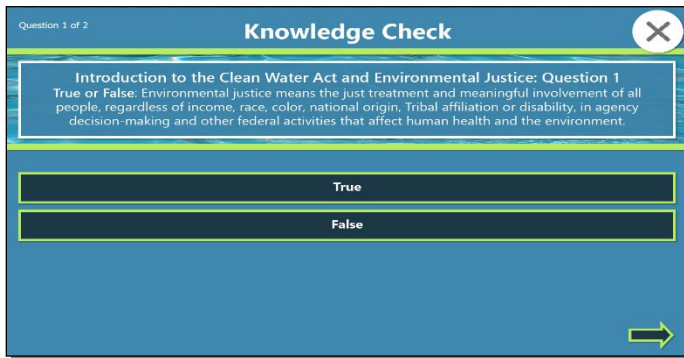 Question 1 of 2
Knowledge Check
Introduction to the Clean Water Act and Environmental Justice: Question 1
True or False: Environmental justice means the just treatment and meaningful involvement of all
people, regardless of income, race, color, national origin, Tribal affiliation or disability, in agency
decision-making and other federal activities that affect human health and the environment.
True
False